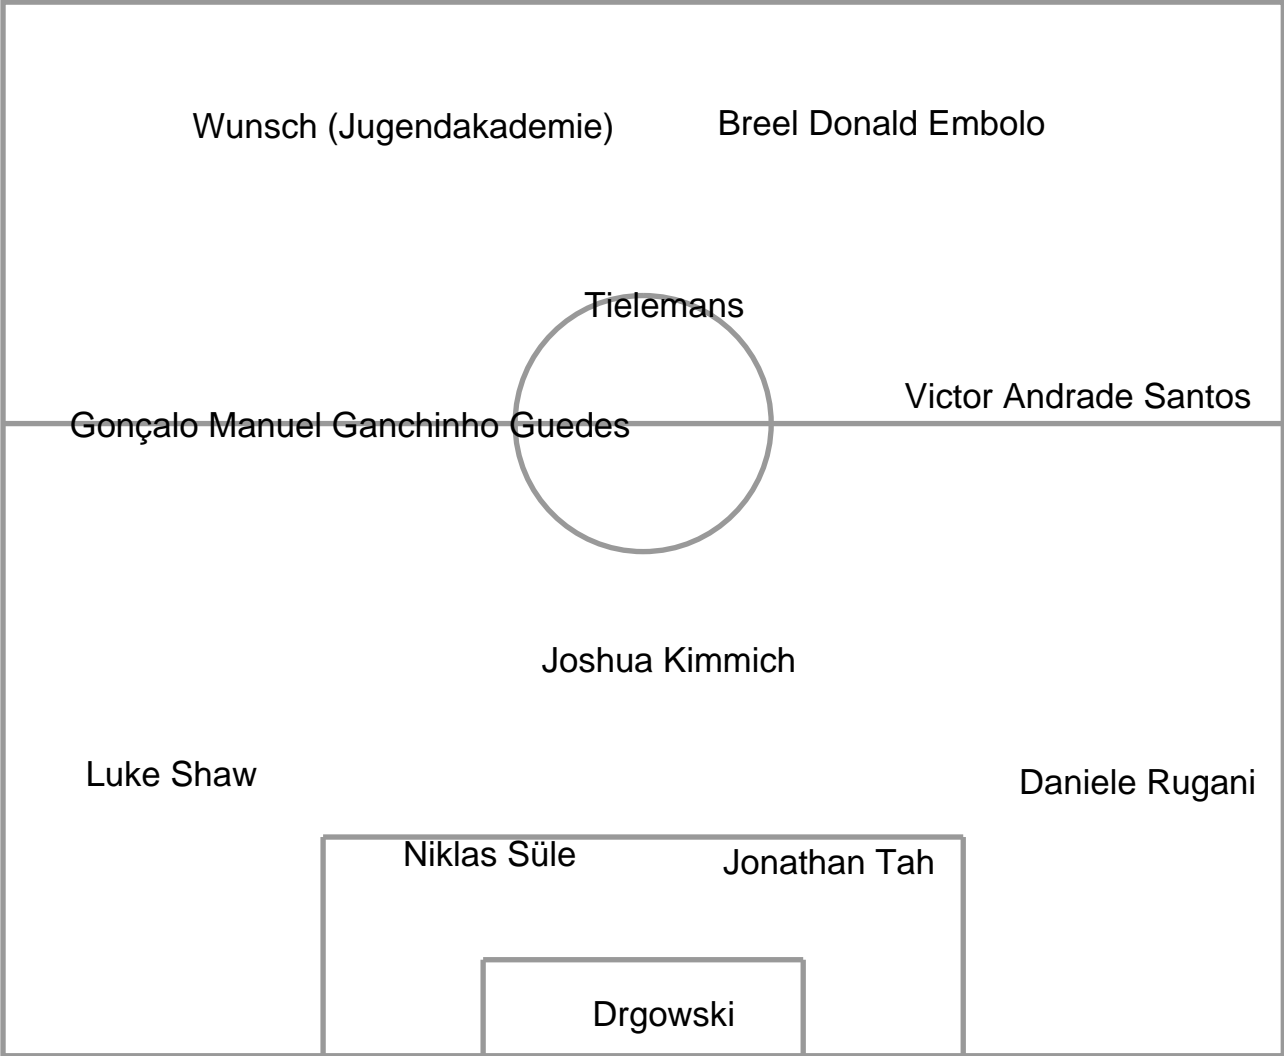 Wunsch (Jugendakademie)
Breel Donald Embolo
Tielemans
Victor Andrade Santos
Gonçalo Manuel Ganchinho Guedes
Joshua Kimmich
Luke Shaw
Daniele Rugani
Niklas Süle
Jonathan Tah
Drgowski